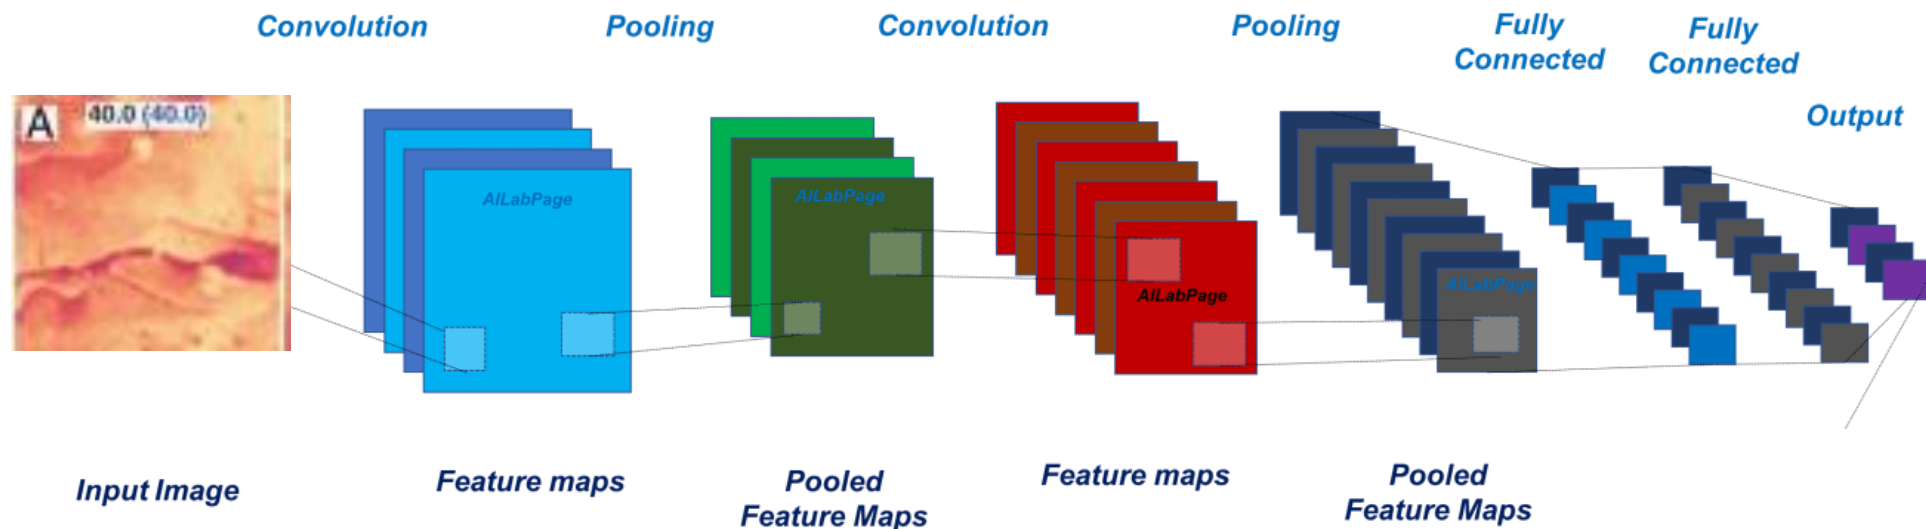 Convolution
Pooling
Convolution
Pooling
Fully
Connected
Fully
Connected
Output
A
40.0 (40.0)
AILabPage
AILabPage
AILabPage
AILabPage
Input Image
Feature maps
Pooled
Feature Maps
Feature maps
Pooled
Feature Maps